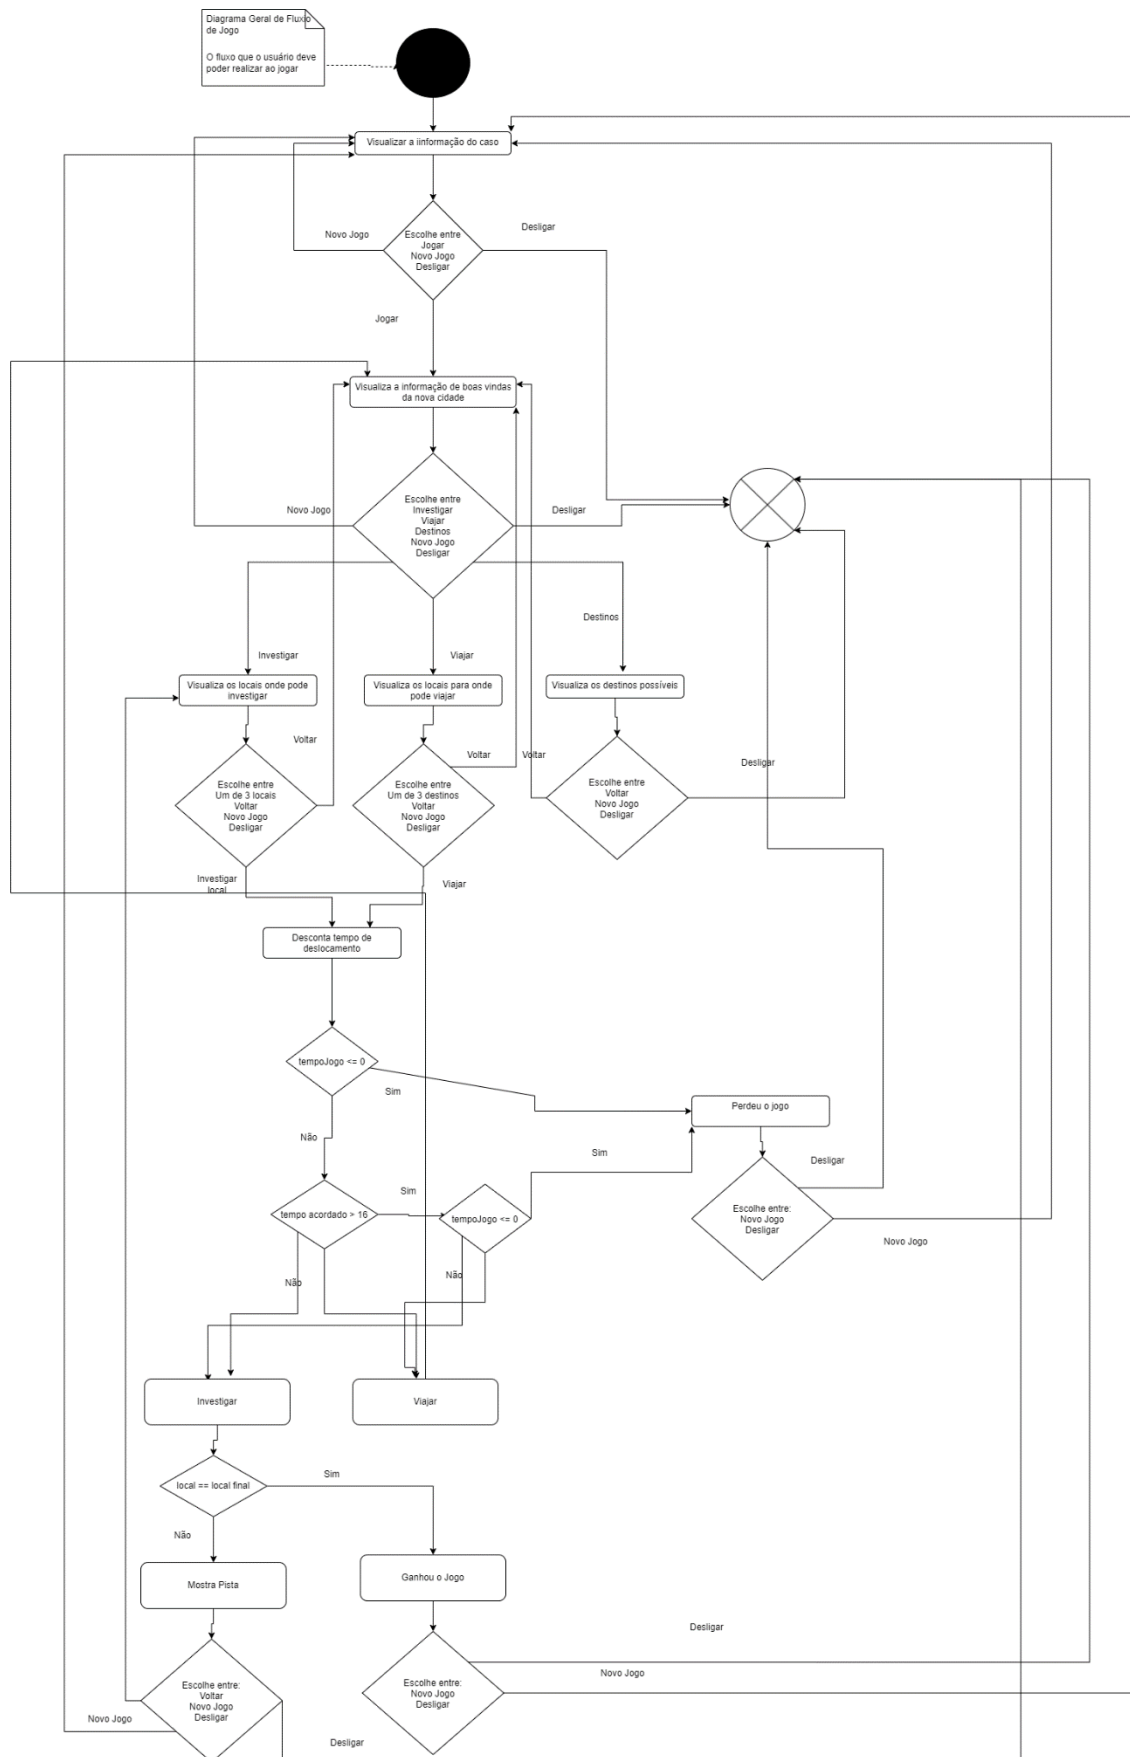 Diagrama Geral de Fluxo
de Jogo
O fluxo que o usuário deve
poder realizar ao jogar
Visualizar a iinformação do caso
Novo Jogo
Escolhe entre
Jogar
Novo Jogo
Desligar
Desligar
Jogar
Visualiza a informação de boas vindas
da nova cidade
Novo Jogo
Escolhe entre
Investigar
Viajar
Destinos
Novo Jogo
Desligar
Desligar
Investigar
Viajar
Destinos
Visualiza os locais onde pode
investigar
Visualiza os locais para onde
pode viajar
Visualiza os destinos possíveis
Voltar
Voltar
Voltar
Desligar
Escolhe entre
Um de 3 locais
Voltar
Novo Jogo
Desligar
Escolhe entre
Um de 3 destinos
Voltar
Novo Jogo
Desligar
Escolhe entre
Voltar
Novo Jogo
Desligar
Investigar
local
Viajar
Desconta tempo de
deslocamento
tempoJogo <= 0
Sim
Não
Perdeu o jogo
Sim
Desligar
tempo acordado > 16
Sim
tempoJogo <= 0
Escolhe entre:
Novo Jogo
Desligar
Novo Jogo
Não
Não
Investigar
Viajar
local == local final
Sim
Não
Mostra Pista
Ganhou o Jogo
Desligar
Novo Jogo
Escolhe entre:
Voltar
Novo Jogo
Desligar
Escolhe entre:
Novo Jogo
Desligar
Novo Jogo
Desligar